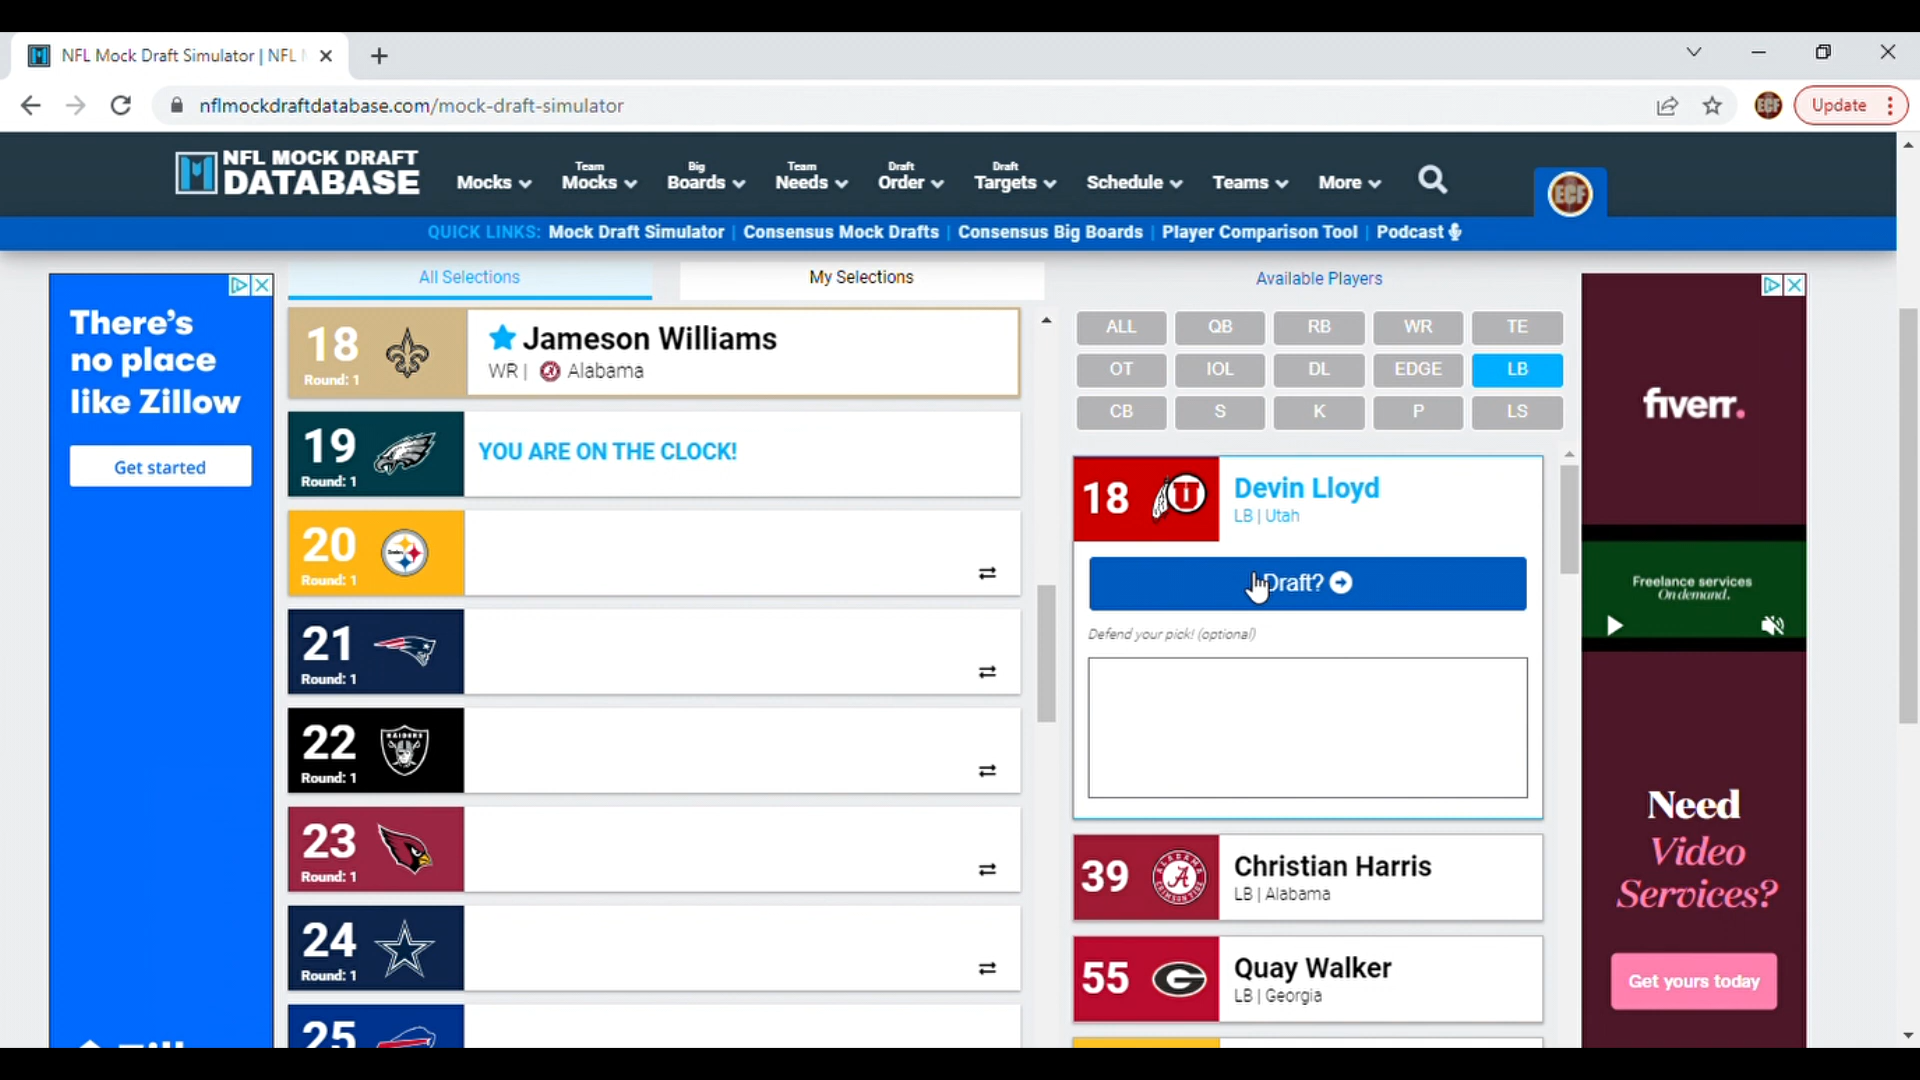 NFL Mock Draft Simulator | NFL
nflmockdraftdatabase.com/mock-draft-simulator
ECF
Update
NFL MOCK DRAFT
DATABASE
Mocks
Team
Mocks
Big
Boards
Team
Needs
Draft
Order
Draft
Targets
Schedule
Teams
More
ECF
QUICK LINKS: Mock Draft Simulator | Consensus Mock Drafts | Consensus Big Boards | Player Comparison Tool | Podcast
There's
no place
like Zillow
Get started
All Selections
My Selections
18
Round: 1
Jameson Williams
WR | Alabama
19
Round: 1
YOU ARE ON THE CLOCK!
20
Round: 1
Steelers
21
Round: 1
22
Round: 1
RAIDERS
23
Round: 1
24
Round: 1
25
Available Players
ALL QB RB WR TE
OT IOL DL EDGE LB
CB S K P LS
18
U
Devin Lloyd
LB | Utah
Draft?
Defend your pick! (optional)
39
A
Christian Harris
LB | Alabama
55
G
Quay Walker
LB | Georgia
fiverr.
Freelance services
On demand.
Need
Video
Services?
Get yours today